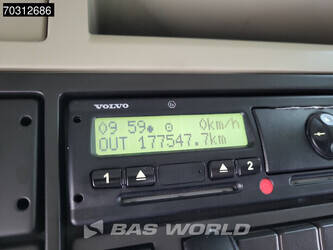 70312686
VOLVO
09 59 0km/h
OUT 177547.7km
1 2
BAS WORLD